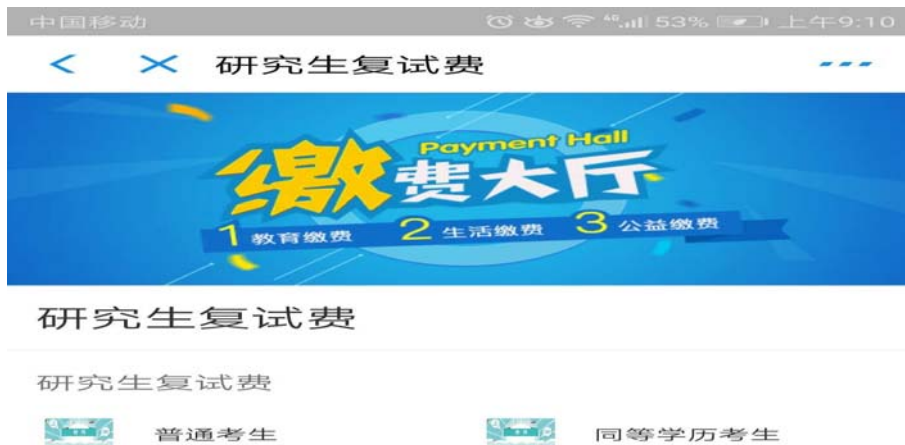 中国移动 4G 53% 上午9:10
研究生复试费
Payment Hall
缴费大厅
1 教育缴费 2 生活缴费 3 公益缴费
研究生复试费
研究生复试费
普通考生 同等学历考生